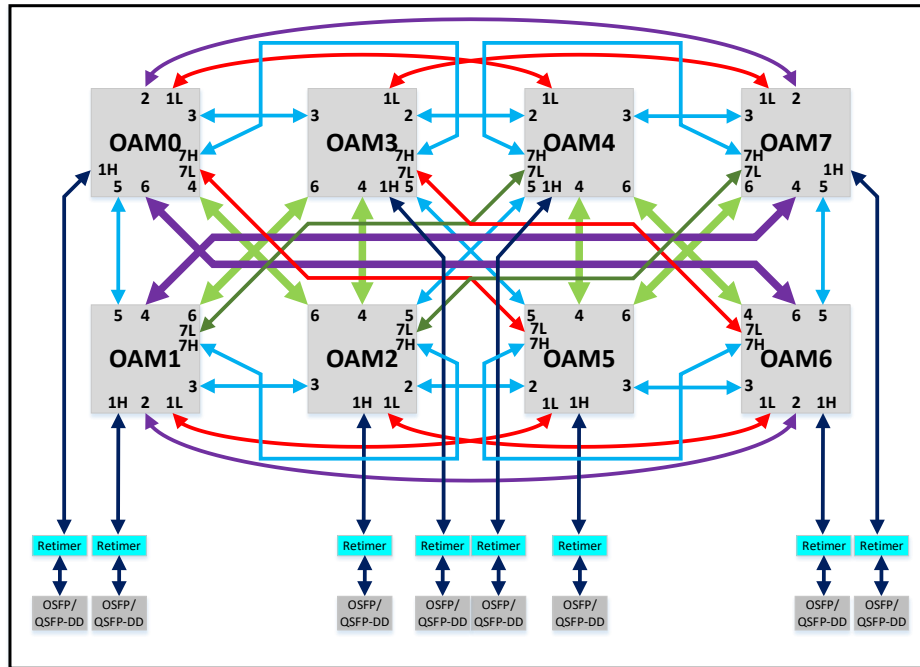 2 1L 1L 1L 1L 2
3 3 2 2 3 3
OAM0 OAM3 OAM4 OAM7
7H 7H 7H 7H
1H 7L 7L 7L 7L 1H
5 6 4 6 4 1H 5 5 1H 4 6 6 4 5
5 4 6 6 4 5 5 4 6 4 6 5
7L 7L 7L 7L
7H 7H 7H 7H
OAM1 OAM2 OAM5 OAM6
3 3 2 2 3 3
1H 2 1L 1H 1L 1L 1H 1L 2 1H
Retimer Retimer Retimer Retimer Retimer Retimer Retimer Retimer
OSFP/ OSFP/ OSFP/ OSFP/ OSFP/ OSFP/ OSFP/ OSFP/
QSFP-DD QSFP-DD QSFP-DD QSFP-DD QSFP-DD QSFP-DD QSFP-DD QSFP-DD